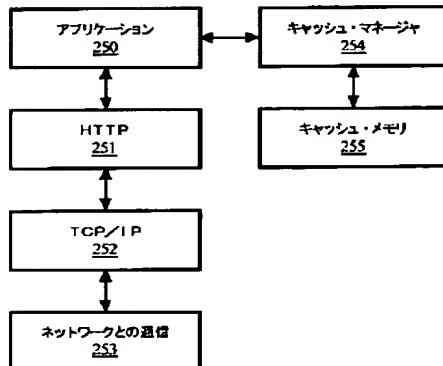 アプリケーション
250
キャッシュ・マネージャ
254
HTTP
251
キャッシュ・メモリ
255
TCP/IP
252
ネットワークとの通信
253